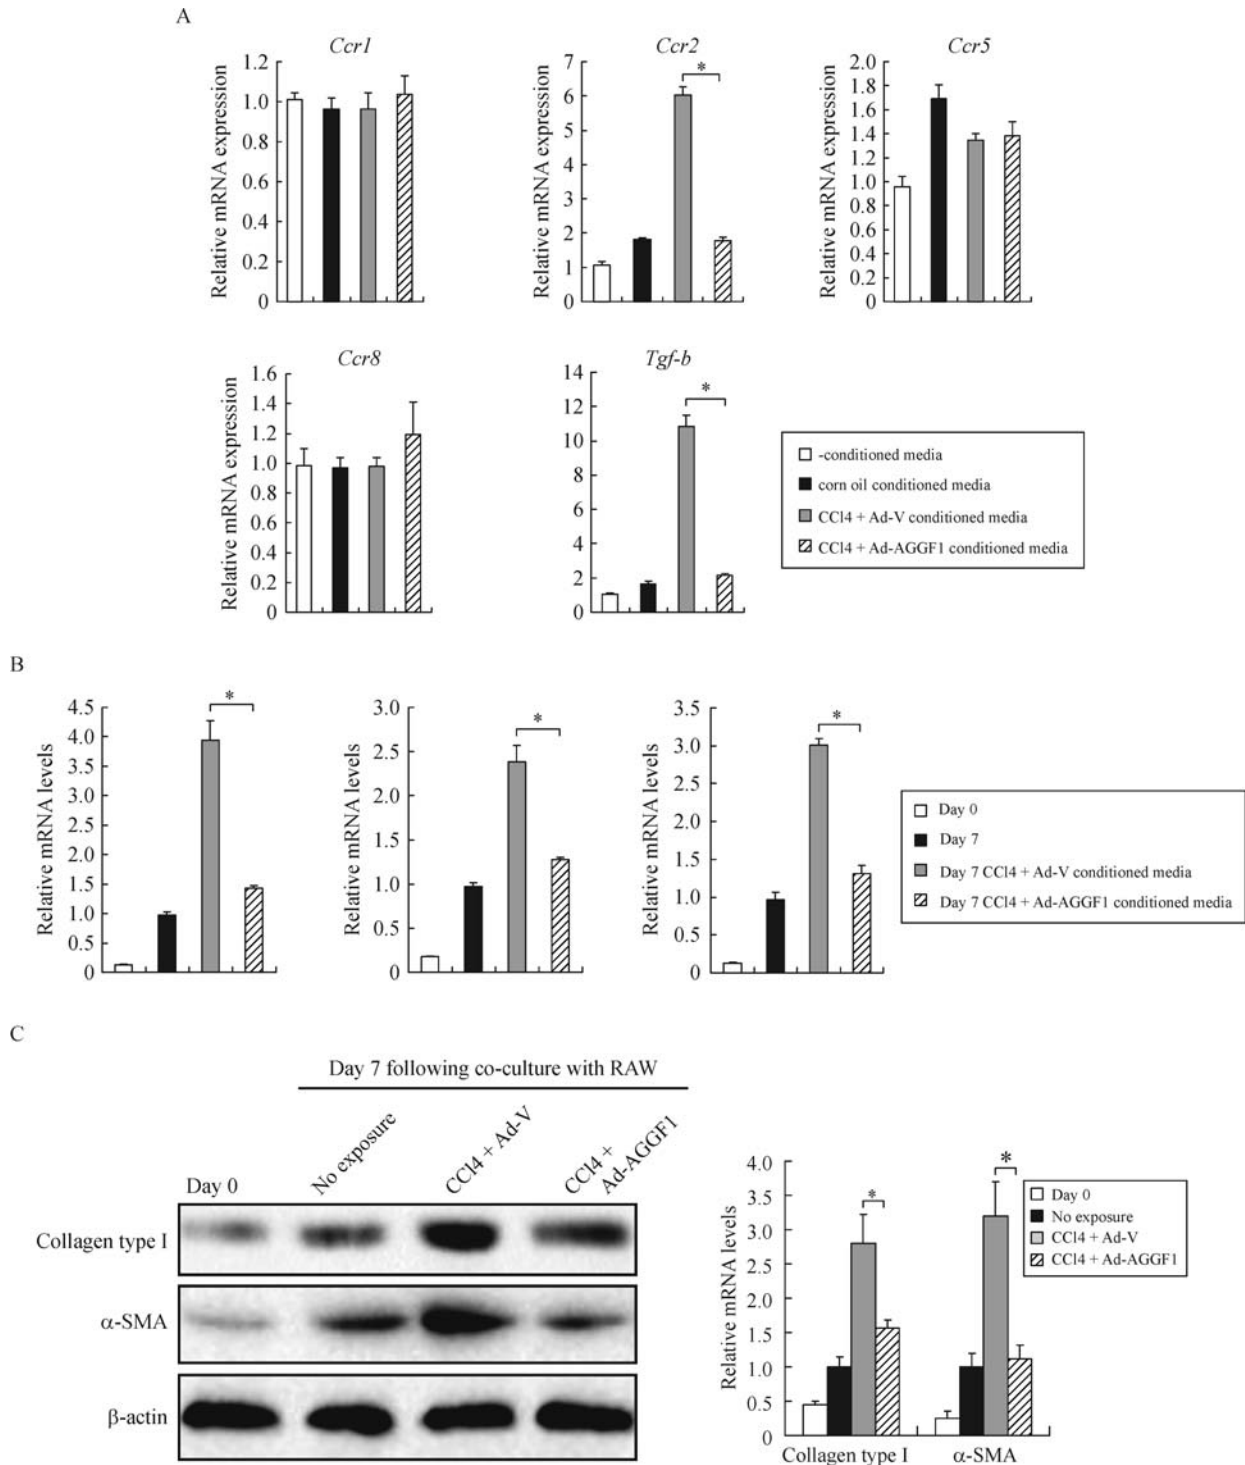 A
Ccr1
Relative mRNA expression
1.2
1.0
0.8
0.6
0.4
0.2
0
Ccr2
*
Relative mRNA expression
7
6
5
4
3
2
1
0
Ccr5
Relative mRNA expression
2.0
1.8
1.6
1.4
1.2
1.0
0.8
0.6
0.4
0.2
0
Ccr8
Relative mRNA expression
1.6
1.4
1.2
1.0
0.8
0.6
0.4
0.2
0
Tgf-b
*
Relative mRNA expression
14
12
10
8
6
4
2
0
-conditioned media
corn oil conditioned media
CCl4 + Ad-V conditioned media
CCl4 + Ad-AGGF1 conditioned media
B
*
Relative mRNA levels
4.5
4.0
3.5
3.0
2.5
2.0
1.5
1.0
0.5
0
*
Relative mRNA levels
3.0
2.5
2.0
1.5
1.0
0.5
0
*
Relative mRNA levels
3.5
3.0
2.5
2.0
1.5
1.0
0.5
0
Day 0
Day 7
Day 7 CCl4 + Ad-V conditioned media
Day 7 CCl4 + Ad-AGGF1 conditioned media
C
Day 7 following co-culture with RAW
Day 0
No exposure
CCl4 + Ad-V
CCl4 +
Ad-AGGF1
Collagen type I
α-SMA
β-actin
Relative mRNA levels
4.0
3.5
3.0
2.5
2.0
1.5
1.0
0.5
0
*
*
Collagen type I
α-SMA
Day 0
No exposure
CCl4 + Ad-V
CCl4 + Ad-AGGF1